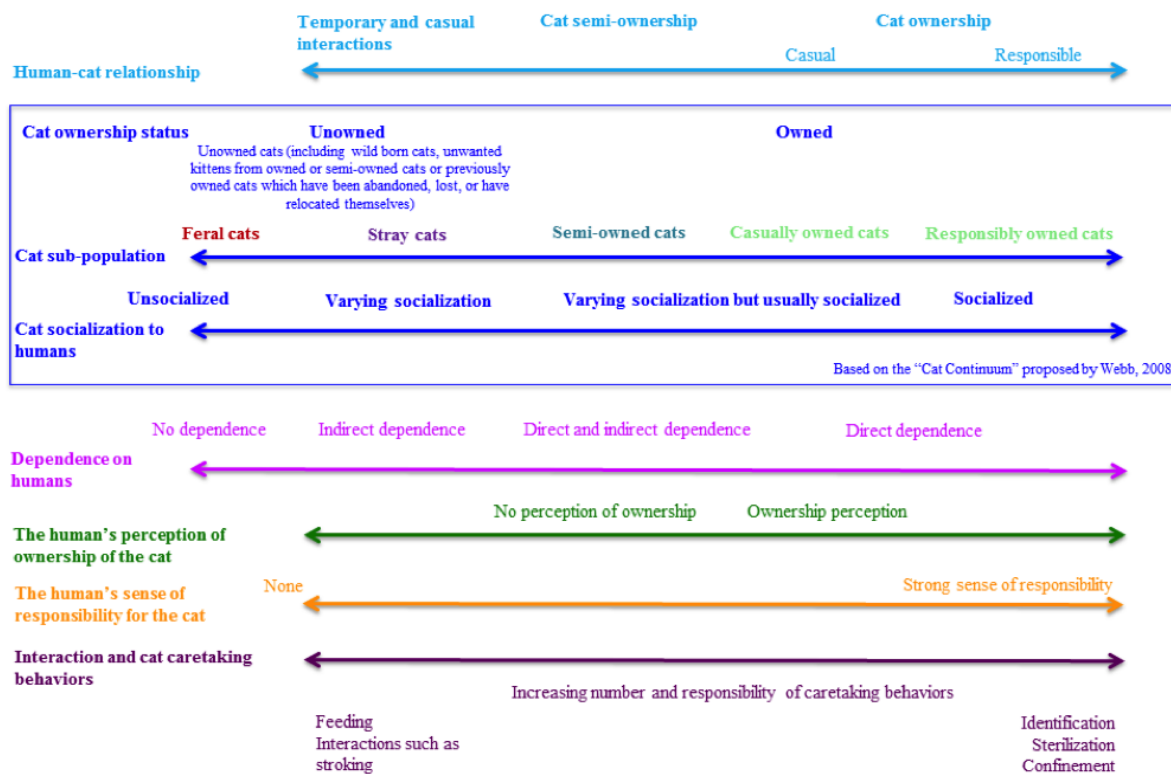 Temporary and casual
interactions
Cat semi-ownership
Cat ownership
Casual
Responsible
Human-cat relationship
Cat ownership status
Unowned
Owned
Unowned cats (including wild born cats, unwanted
kittens from owned or semi-owned cats or previously
owned cats which have been abandoned, lost, or have
relocated themselves)
Feral cats
Stray cats
Semi-owned cats
Casually owned cats
Responsibly owned cats
Cat sub-population
Unsocialized
Varying socialization
Varying socialization but usually socialized
Socialized
Cat socialization to
humans
Based on the “Cat Continuum” proposed by Webb, 2008
No dependence
Indirect dependence
Direct and indirect dependence
Direct dependence
Dependence on
humans
No perception of ownership
Ownership perception
The human’s perception of
ownership of the cat
The human’s sense of
responsibility for the cat
None
Strong sense of responsibility
Interaction and cat caretaking
behaviors
Increasing number and responsibility of caretaking behaviors
Feeding
Interactions such as
stroking
Identification
Sterilization
Confinement